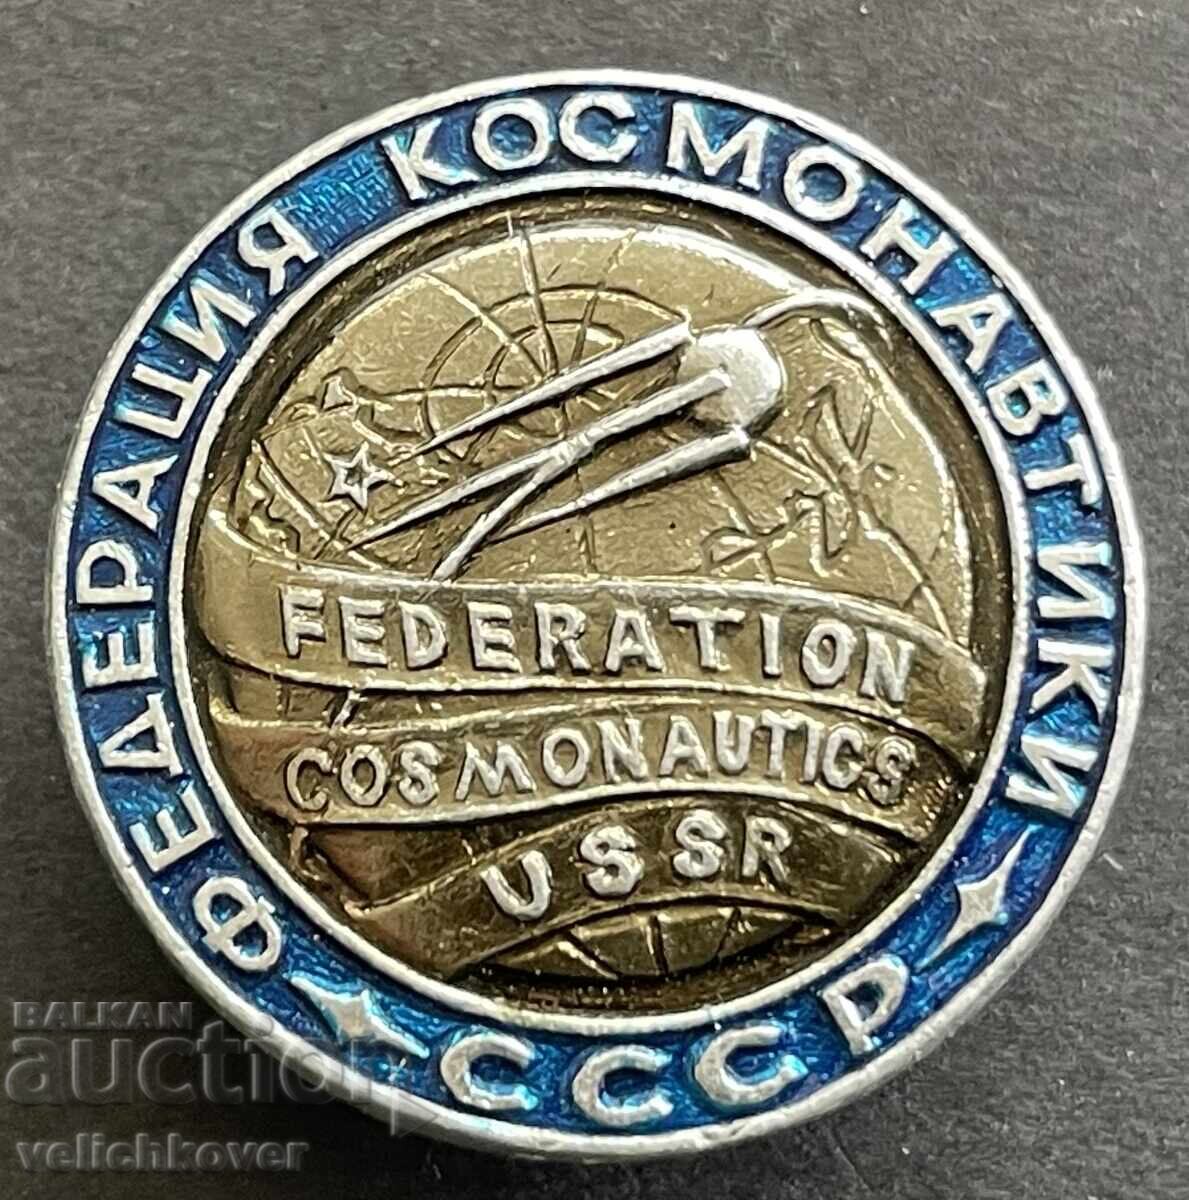 ФЕДЕРАЦИЯ КОСМОНАВТИКИ
СССР
FEDERATION
COSMONAUTICS
USSR
BALKAN
auction
velichkover